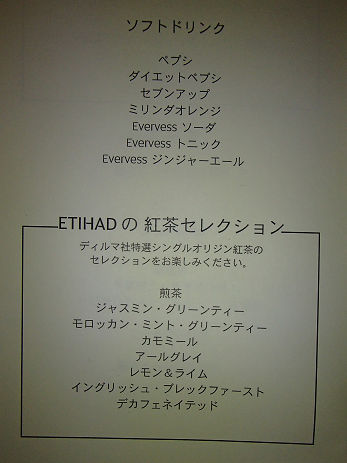 ソフトドリンク
ペプシ
ダイエットペプシ
セブンアップ
ミリンダオレンジ
Evervess ソーダ
Evervess トニック
Evervess ジンジャーエール
ETIHAD の 紅茶セレクション
ディルマ社特選シングルオリジン紅茶の
セレクションをお楽しみください。
煎茶
ジャスミン・グリーンティー
モロッカン・ミント・グリーンティー
カモミール
アールグレイ
レモン＆ライム
イングリッシュ・ブレックファースト
デカフェネイテッド